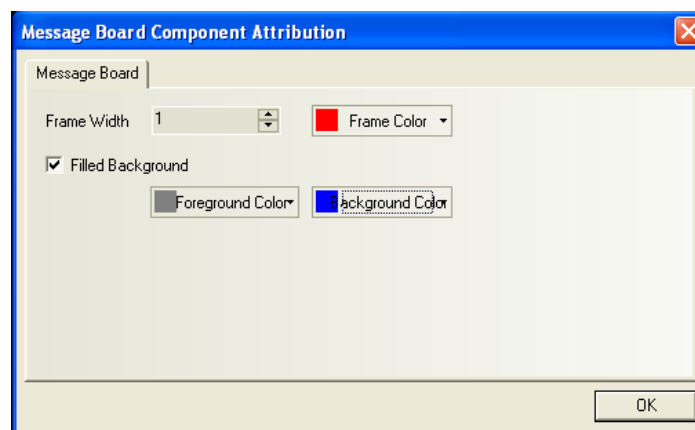 Message Board Component Attribution
Message Board
Frame Width 1 Frame Color
Filled Background
Foreground Color Background Color
OK